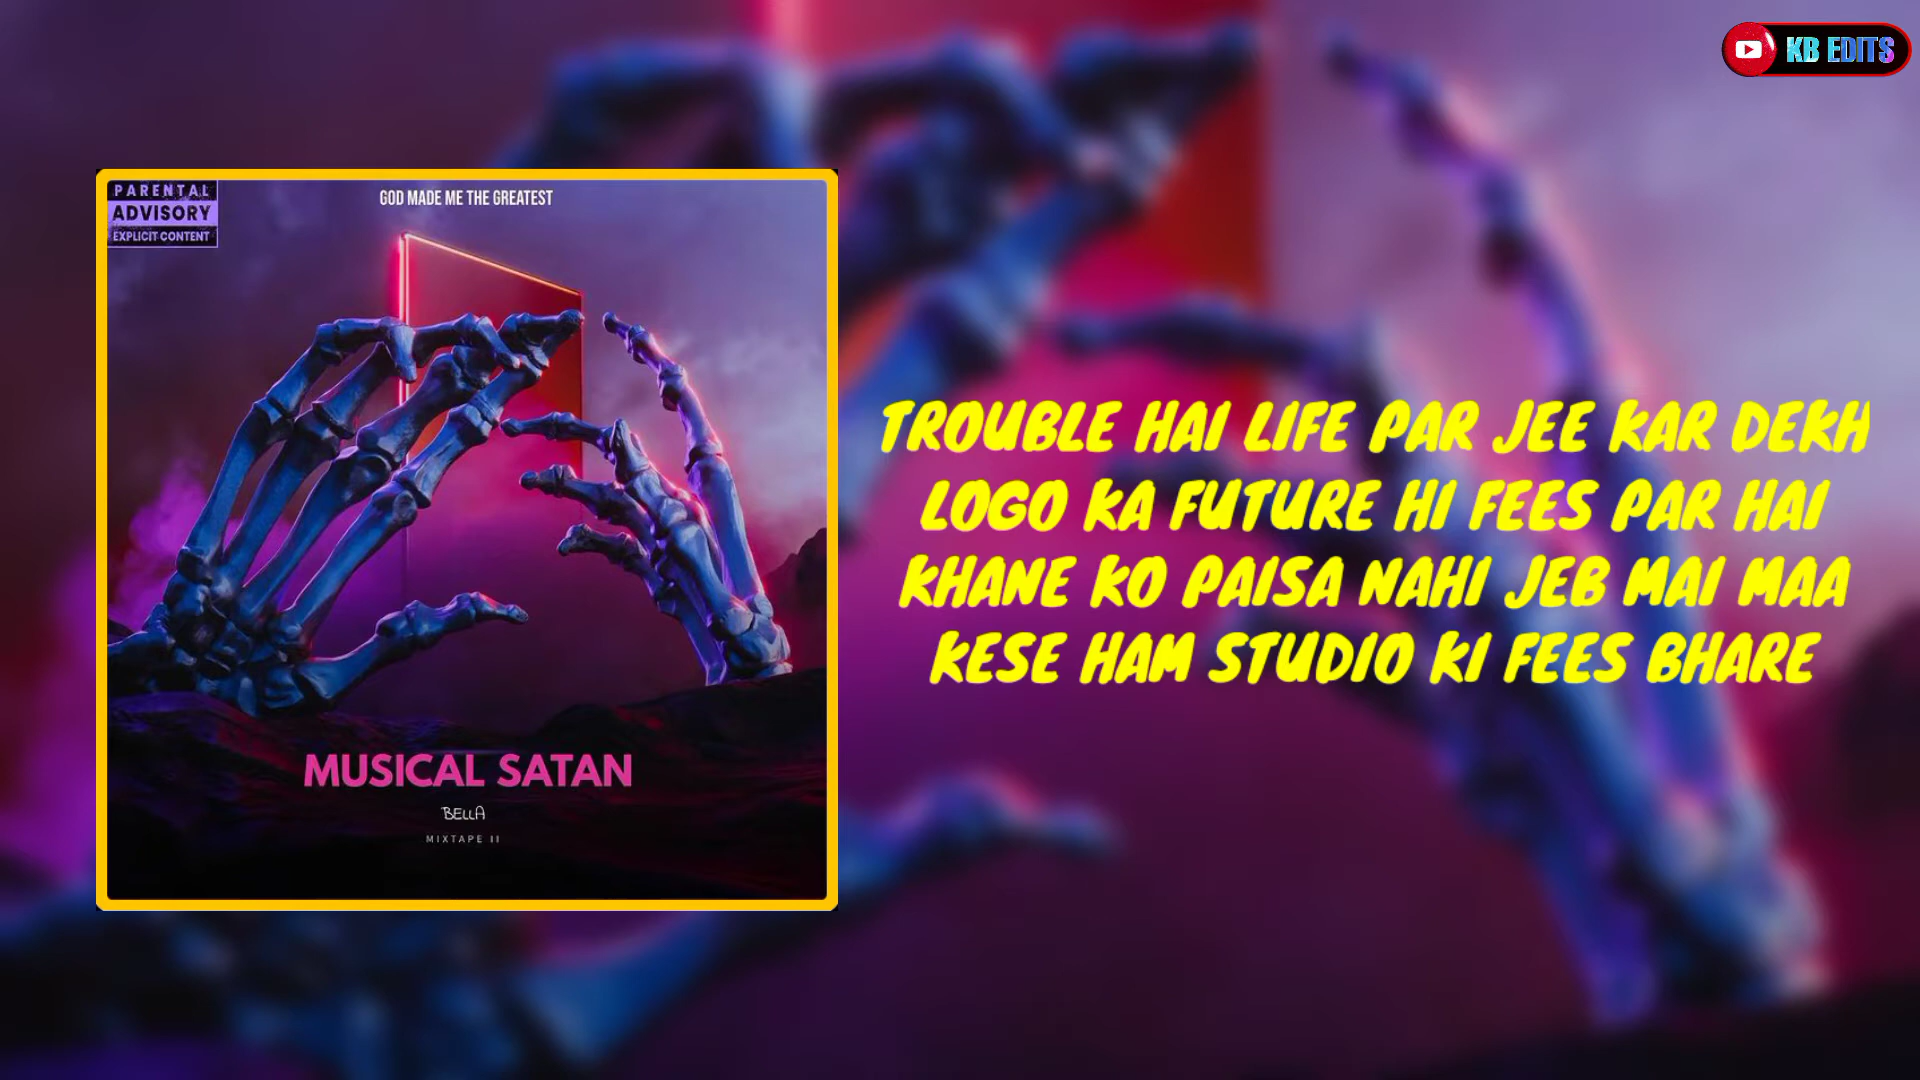 KB EDITS
PARENTAL
ADVISORY
EXPLICIT CONTENT
GOD MADE ME THE GREATEST
MUSICAL SATAN
BELLA
MIXTAPE II
TROUBLE HAI LIFE PAR JEE KAR DEKH
LOGO KA FUTURE HI FEES PAR HAI
KHANE KO PAISA NAHI JEB MAI MAA
KESE HAM STUDIO KI FEES BHARE